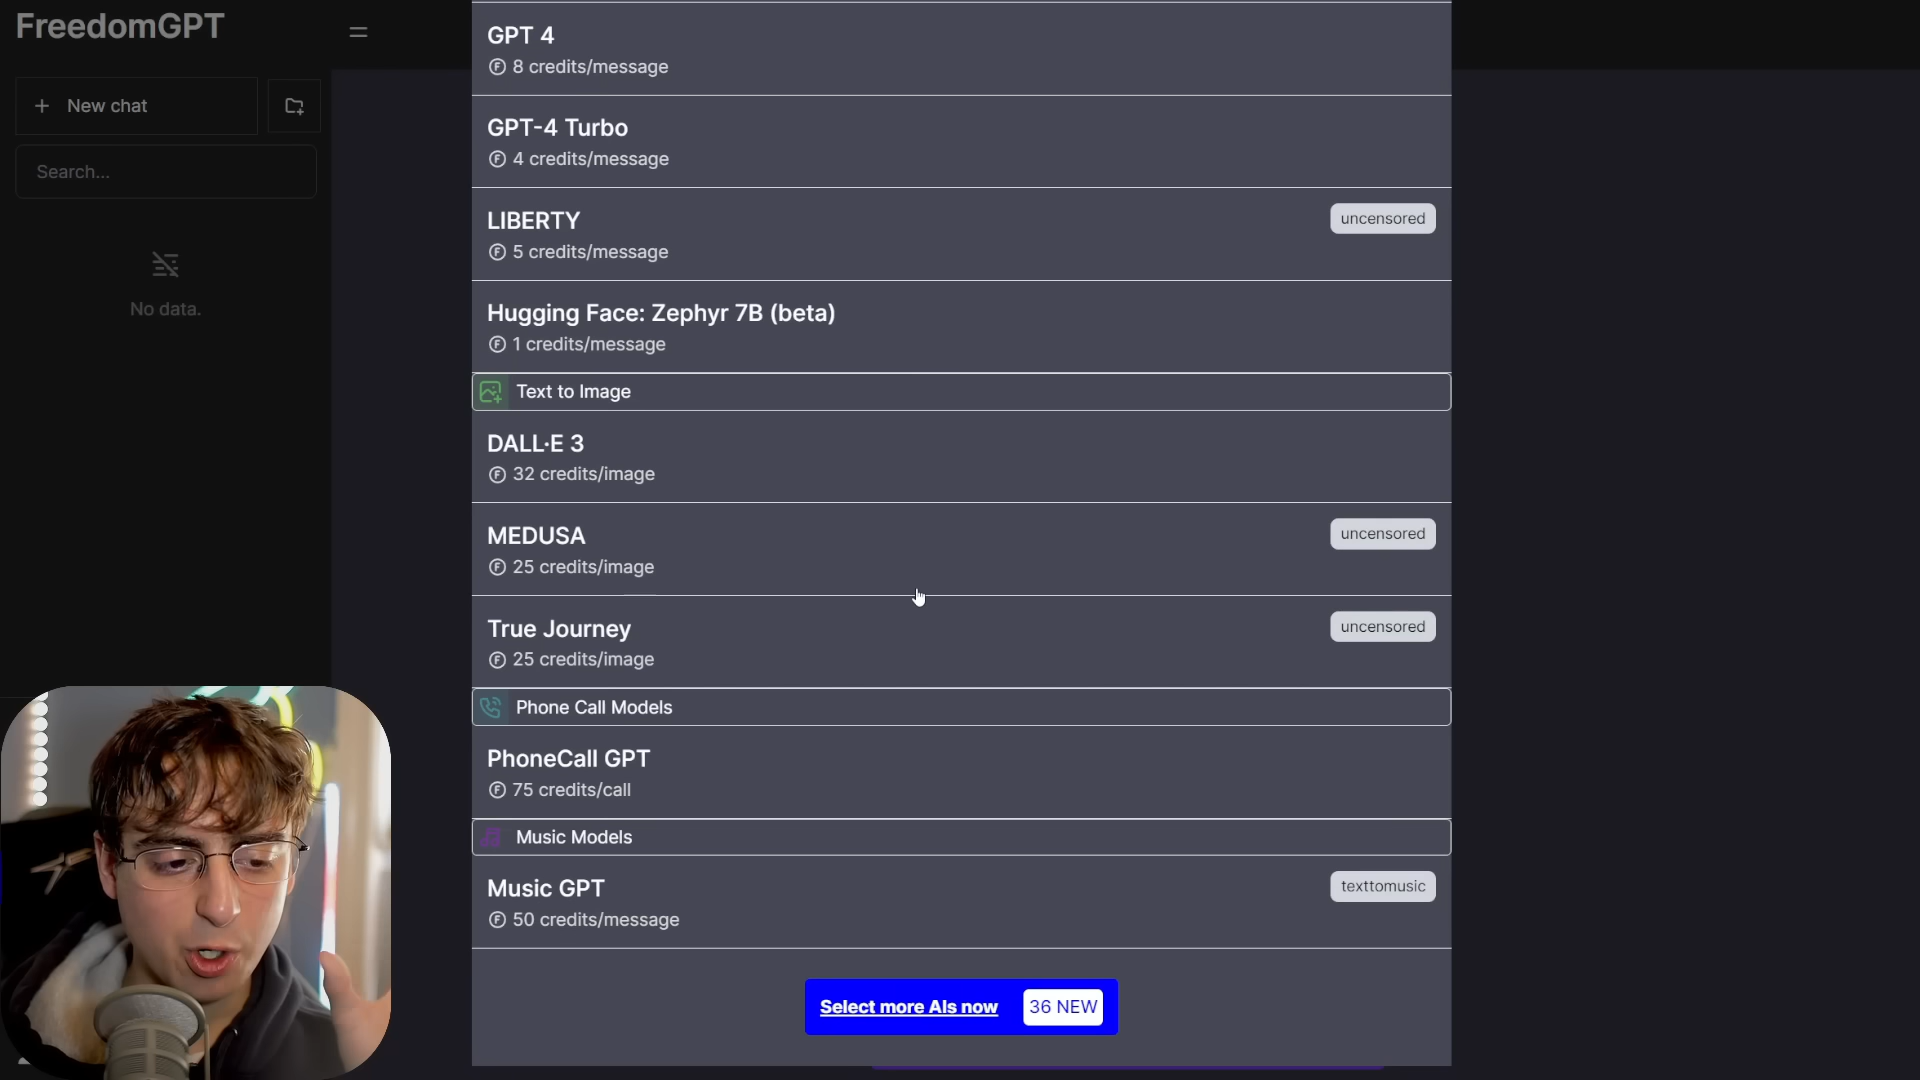 FreedomGPT
New chat
Search...
No data.
GPT 4
F 8 credits/message
GPT-4 Turbo
F 4 credits/message
LIBERTY
uncensored
F 5 credits/message
Hugging Face: Zephyr 7B (beta)
F 1 credits/message
Text to Image
DALL·E 3
F 32 credits/image
MEDUSA
uncensored
F 25 credits/image
True Journey
uncensored
F 25 credits/image
Phone Call Models
PhoneCall GPT
F 75 credits/call
Music Models
Music GPT
texttomusic
F 50 credits/message
Select more AIs now 36 NEW